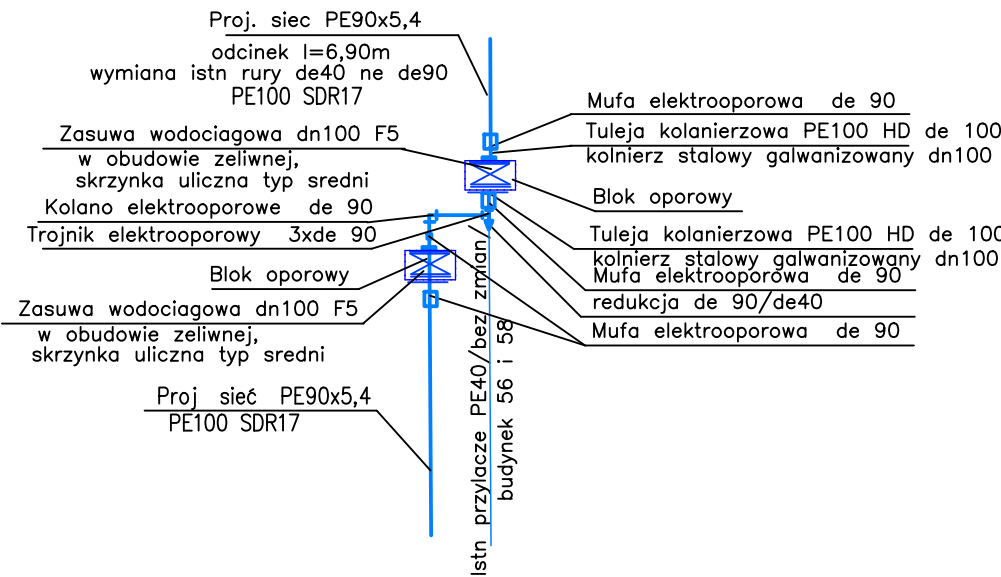 Proj. siec PE90x5,4
odcinek l=6,90m
wymiana istn rury de40 ne de90
PE100 SDR17
Mufa elektrooporowa de 90
Zasuwa wodociagowa dn100 F5
w obudowie zeliwnej,
skrzynka uliczna typ sredni
Tuleja kolanierzowa PE100 HD de 100
kolnierz stalowy galwanizowany dn100
Blok oporowy
Kolano elektrooporowe de 90
Trojnik elektrooporowy 3xde 90
Tuleja kolanierzowa PE100 HD de 100
kolnierz stalowy galwanizowany dn100
Blok oporowy
Mufa elektrooporowa de 90
Zasuwa wodociagowa dn100 F5
w obudowie zeliwnej,
skrzynka uliczna typ sredni
redukcja de 90/de40
Mufa elektrooporowa de 90
Proj sieć PE90x5,4
PE100 SDR17
Istn przylacze PE40/bez zmian
budynek 56 i 58